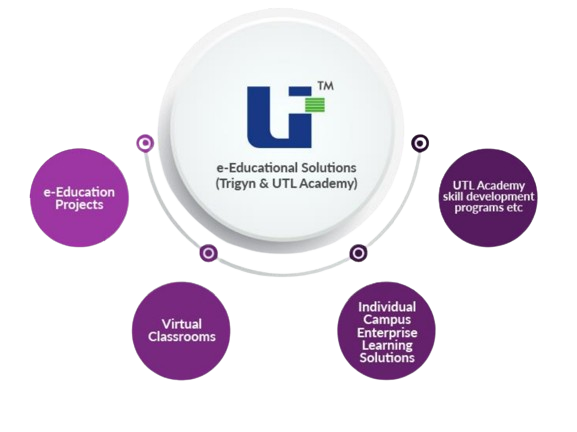 TM
e-Educational Solutions
(Trigyn & UTL Academy)
e-Education
Projects
Virtual
Classrooms
Individual
Campus
Enterprise
Learning
Solutions
UTL Academy
skill development
programs etc